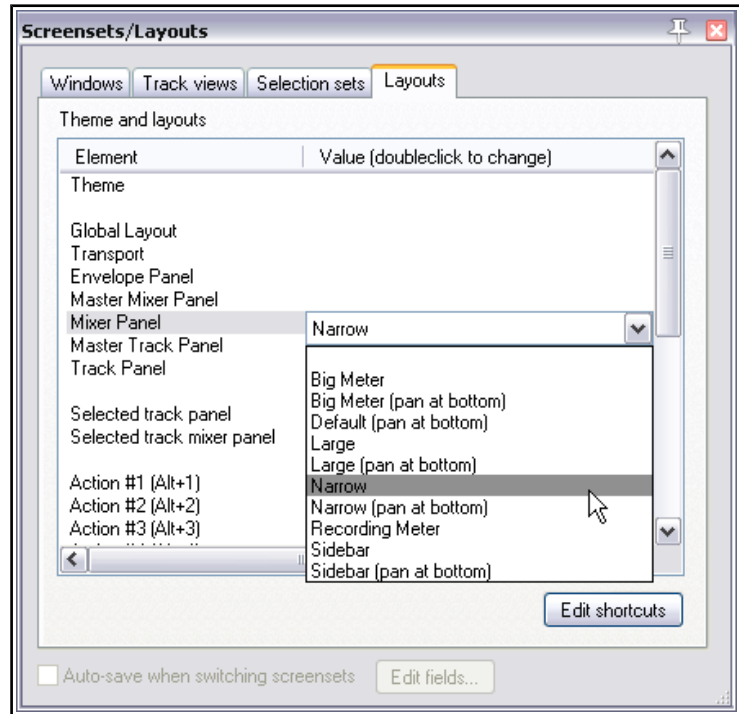 Screensets/Layouts
Windows Track views Selection sets Layouts
Theme and layouts
Element Value (doubleclick to change)
Theme
Global Layout
Transport
Envelope Panel
Master Mixer Panel
Mixer Panel Narrow
Master Track Panel
Track Panel
Big Meter
Big Meter (pan at bottom)
Selected track panel Default (pan at bottom)
Selected track mixer panel Large
Large (pan at bottom)
Action #1 (Alt+1) Narrow
Action #2 (Alt+2) Narrow (pan at bottom)
Action #3 (Alt+3) Recording Meter
Sidebar
Sidebar (pan at bottom)
Edit shortcuts
Auto-save when switching screensets Edit fields...